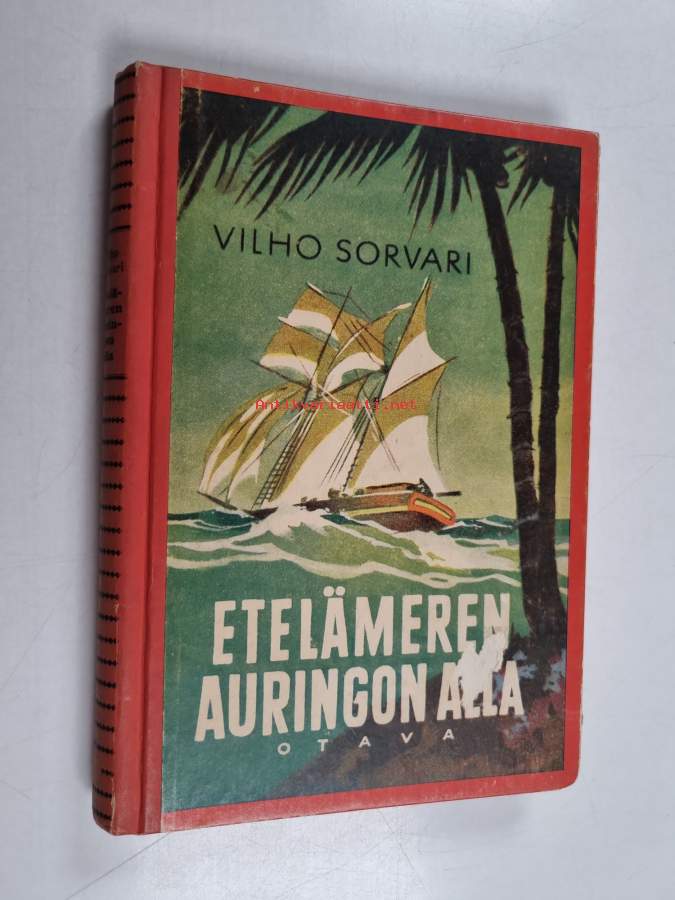 VILHO SORVARI
Antikvariaatti.net
ETELÄMEREN
AURINGON ALLA
OTAVA